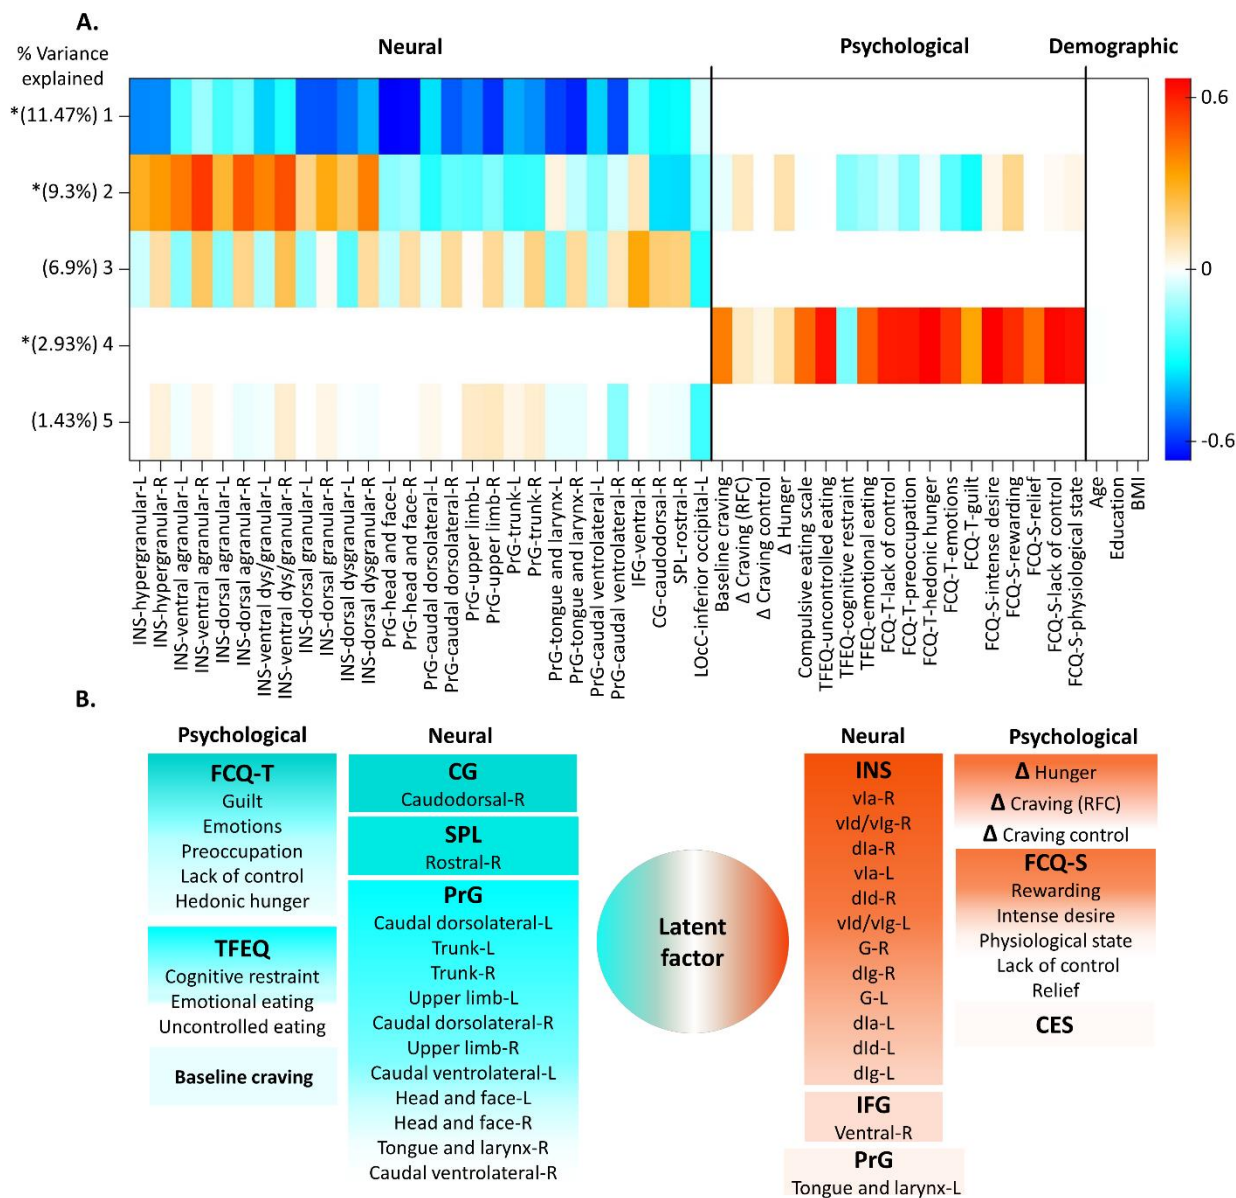 A.
% Variance
explained
Neural
Psychological
Demographic
*(11.47%) 1
*(9.3%) 2
(6.9%) 3
*(2.93%) 4
(1.43%) 5
0.6
0
-0.6
INS-hypergranular-L
INS-hypergranular-R
INS-ventral agranular-L
INS-ventral agranular-R
INS-dorsal agranular-L
INS-dorsal agranular-R
INS-ventral dys/granular-L
INS-ventral dys/granular-R
INS-dorsal granular-L
INS-dorsal granular-R
INS-dorsal dysgranular-L
INS-dorsal dysgranular-R
PrG-head and face-L
PrG-head and face-R
PrG-caudal dorsolateral-L
PrG-caudal dorsolateral-R
PrG-upper limb-L
PrG-upper limb-R
PrG-trunk-L
PrG-trunk-R
PrG-tongue and larynx-L
PrG-tongue and larynx-R
PrG-caudal ventrolateral-L
PrG-caudal ventrolateral-R
IFG-ventral-R
CG-caudodorsal-R
SPL-rostral-R
LOcC-inferior occipital-L
Baseline craving
Δ Craving (RFC)
Δ Craving control
Δ Hunger
Compulsive eating scale
TFEQ-uncontrolled eating
TFEQ-cognitive restraint
TFEQ-emotional eating
FCQ-T-lack of control
FCQ-T-preoccupation
FCQ-T-hedonic hunger
FCQ-T-emotions
FCQ-T-guilt
FCQ-S-intense desire
FCQ-S-rewarding
FCQ-S-relief
FCQ-S-lack of control
FCQ-S-physiological state
Age
Education
BMI
B.
Psychological
FCQ-T
Guilt
Emotions
Preoccupation
Lack of control
Hedonic hunger
TFEQ
Cognitive restraint
Emotional eating
Uncontrolled eating
Baseline craving
Neural
CG
Caudodorsal-R
SPL
Rostral-R
PrG
Caudal dorsolateral-L
Trunk-L
Trunk-R
Upper limb-L
Caudal dorsolateral-R
Upper limb-R
Caudal ventrolateral-L
Head and face-L
Head and face-R
Tongue and larynx-R
Caudal ventrolateral-R
Latent
factor
Neural
INS
vIa-R
vId/vIg-R
dIa-R
vIa-L
dId-R
vId/vIg-L
G-R
dIg-R
G-L
dIa-L
dId-L
dIg-L
IFG
Ventral-R
PrG
Tongue and larynx-L
Psychological
Δ Hunger
Δ Craving (RFC)
Δ Craving control
FCQ-S
Rewarding
Intense desire
Physiological state
Lack of control
Relief
CES